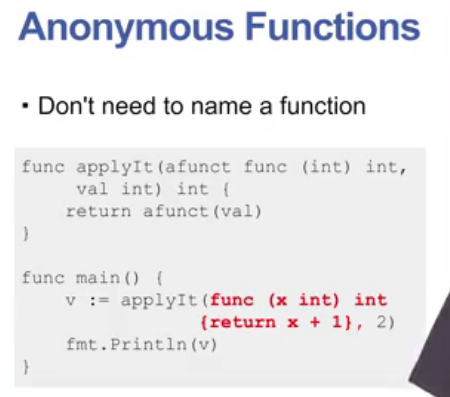 Anonymous Functions
▪ Don't need to name a function
func applyIt(afunct func (int) int,
     val int) int {
    return afunct(val)
}
func main() {
    v := applyIt(func (x int) int
                {return x + 1}, 2)
    fmt.Println(v)
}